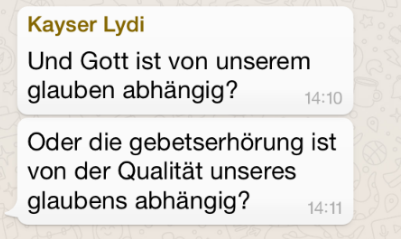 Kayser Lydi
Und Gott ist von unserem
glauben abhängig?
14:10
Oder die gebetserhörung ist
von der Qualität unseres
glaubens abhängig?
14:11